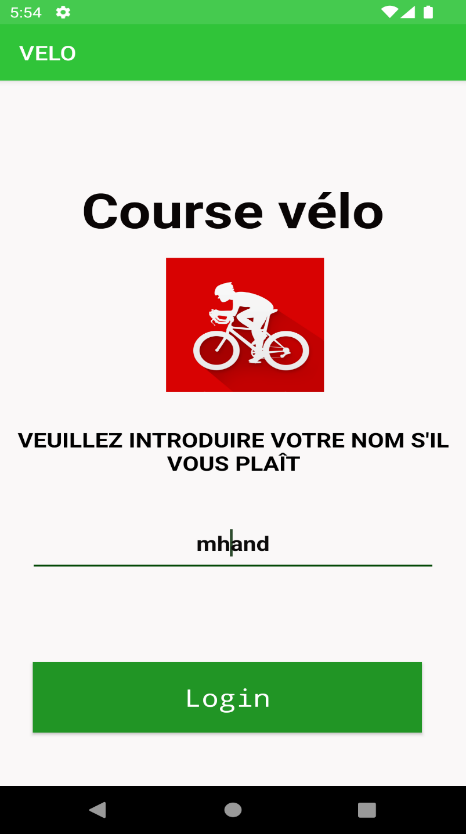 5:54
VELO
Course vélo
VEUILLEZ INTRODUIRE VOTRE NOM S'IL
VOUS PLAÎT
mhand
Login